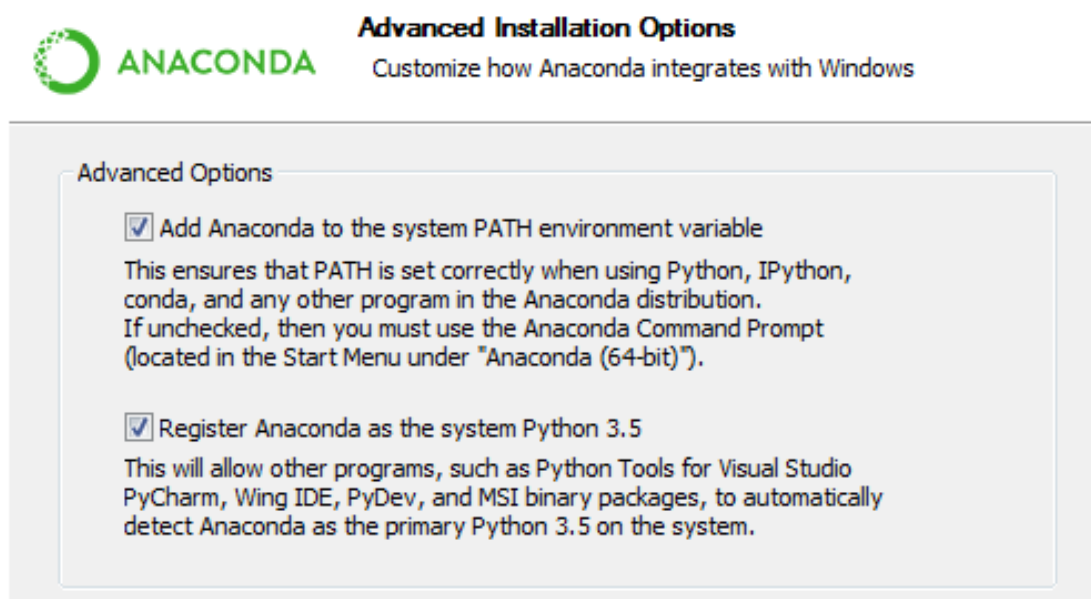 ANACONDA
Advanced Installation Options
Customize how Anaconda integrates with Windows
Advanced Options
Add Anaconda to the system PATH environment variable
This ensures that PATH is set correctly when using Python, IPython,
conda, and any other program in the Anaconda distribution.
If unchecked, then you must use the Anaconda Command Prompt
(located in the Start Menu under "Anaconda (64-bit)").
Register Anaconda as the system Python 3.5
This will allow other programs, such as Python Tools for Visual Studio
PyCharm, Wing IDE, PyDev, and MSI binary packages, to automatically
detect Anaconda as the primary Python 3.5 on the system.